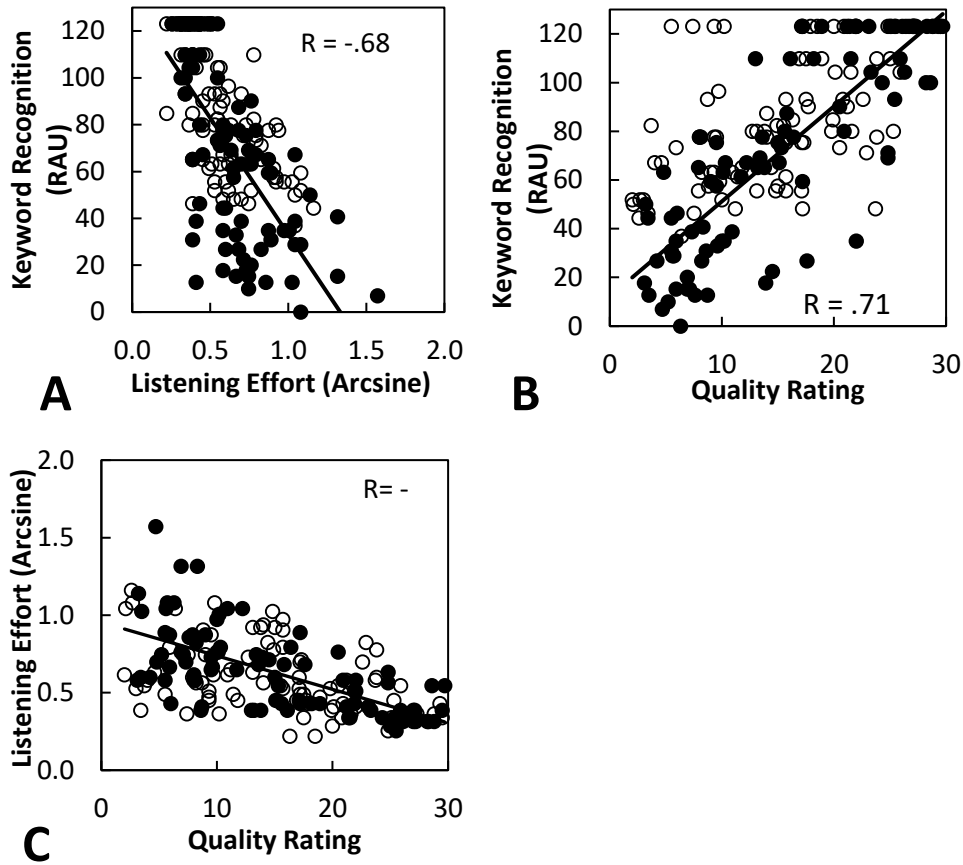 Keyword Recognition
(RAU)
120
100
80
60
40
20
0
R = -.68
0.0 0.5 1.0 1.5 2.0
Listening Effort (Arcsine)
A
Keyword Recognition
(RAU)
120
100
80
60
40
20
0
R = .71
0 10 20 30
Quality Rating
B
Listening Effort (Arcsine)
2.0
1.5
1.0
0.5
0.0
R= -
0 10 20 30
Quality Rating
C